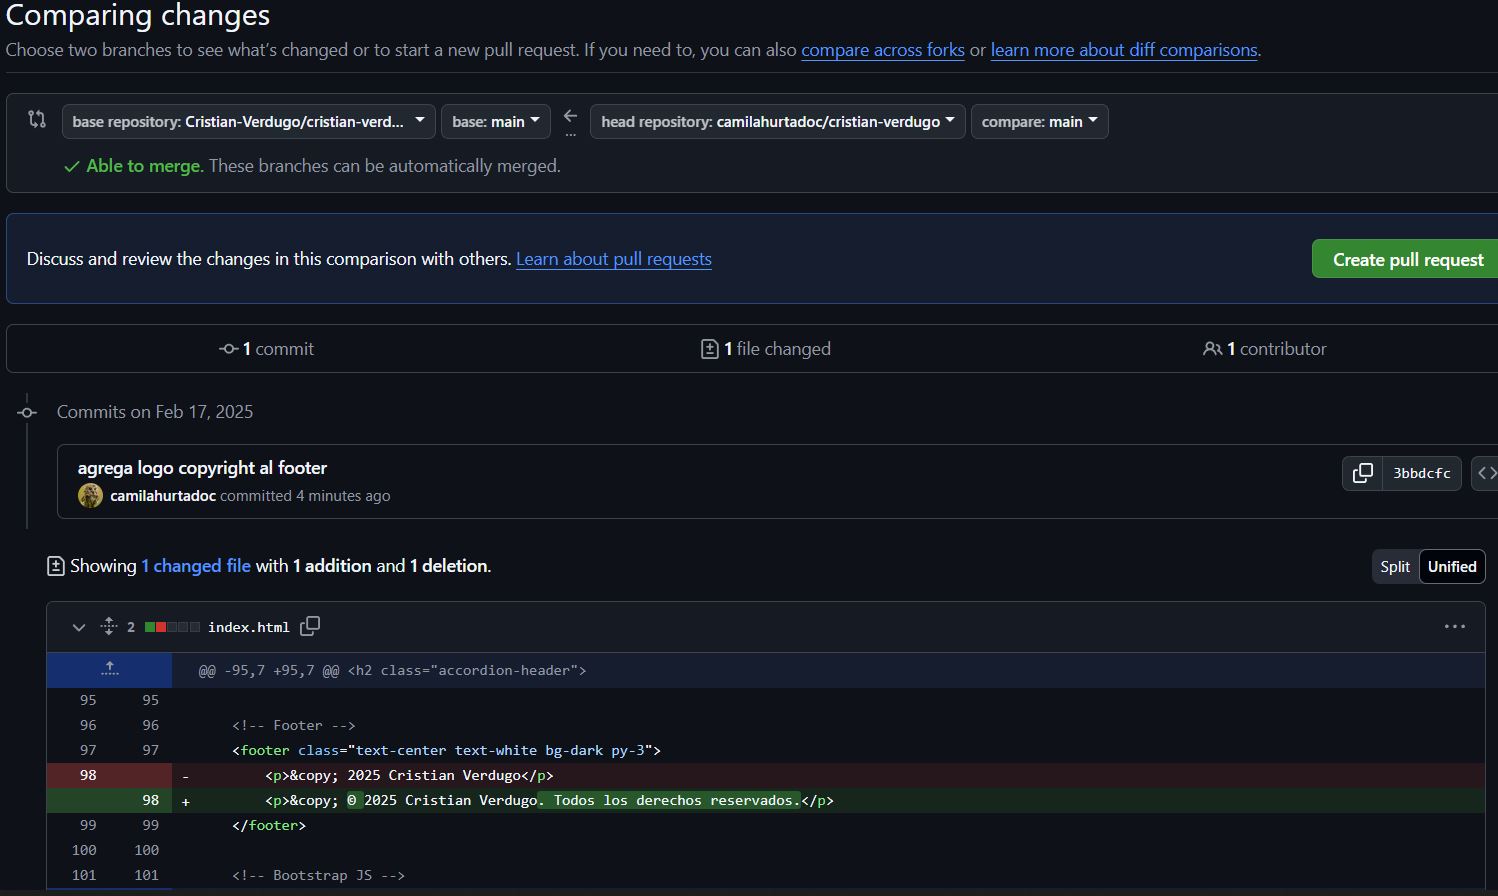 Comparing changes
Choose two branches to see what's changed or to start a new pull request. If you need to, you can also compare across forks or learn more about diff comparisons.
base repository: Cristian-Verdugo/cristian-verd... base: main ... head repository: camilahurtadoc/cristian-verdugo compare: main
Able to merge. These branches can be automatically merged.
Discuss and review the changes in this comparison with others. Learn about pull requests
Create pull request
1 commit 1 file changed 1 contributor
Commits on Feb 17, 2025
agrega logo copyright al footer
3bbdcfc
camilahurtadoc committed 4 minutes ago
Showing 1 changed file with 1 addition and 1 deletion.
Split Unified
2 index.html
@@ -95,7 +95,7 @@ <h2 class="accordion-header">
95 95
96 96 <!-- Footer -->
97 97 <footer class="text-center text-white bg-dark py-3">
98 - <p>&copy; 2025 Cristian Verdugo</p>
98 + <p>&copy; © 2025 Cristian Verdugo. Todos los derechos reservados.</p>
99 99 </footer>
100 100
101 101 <!-- Bootstrap JS -->